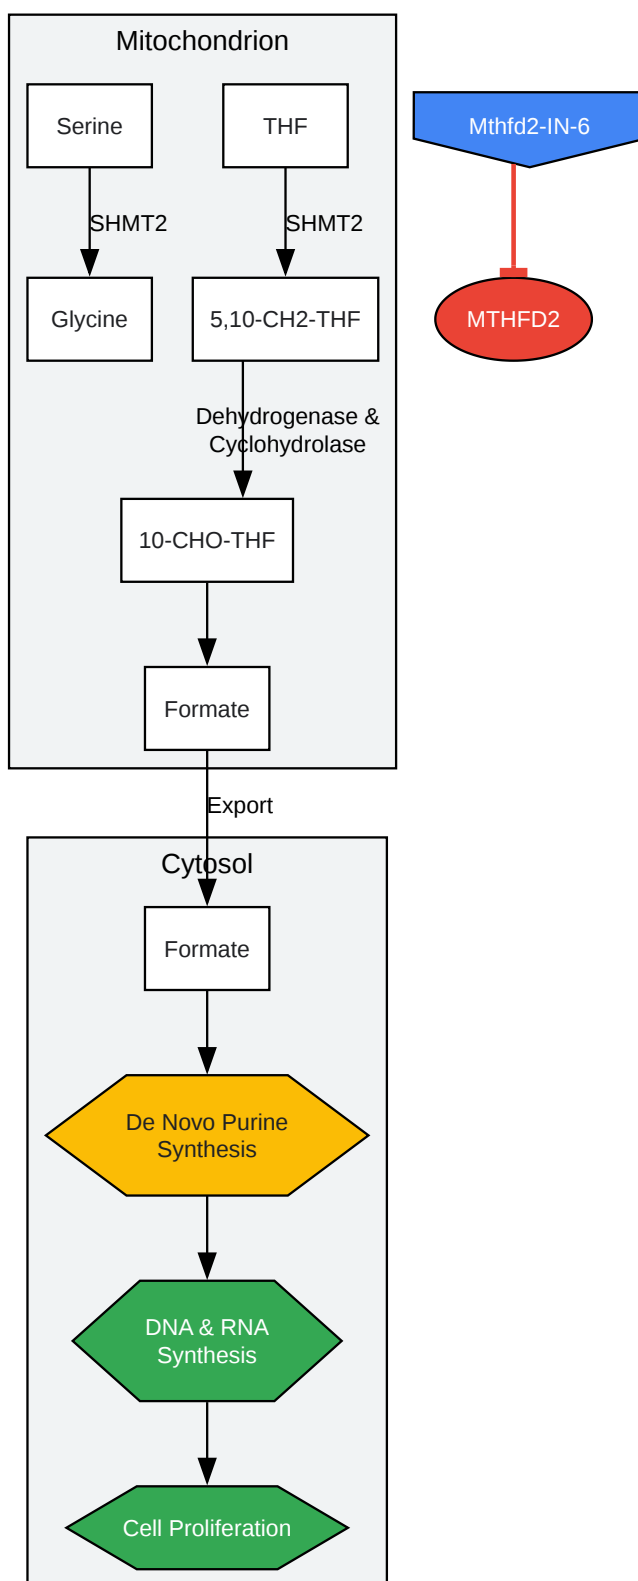 Mitochondrion
Serine
THF
Mthfd2-IN-6
SHMT2
SHMT2
Glycine
5,10-CH2-THF
MTHFD2
Dehydrogenase &
Cyclohydrolase
10-CHO-THF
Formate
Export
Cytosol
Formate
De Novo Purine
Synthesis
DNA & RNA
Synthesis
Cell Proliferation